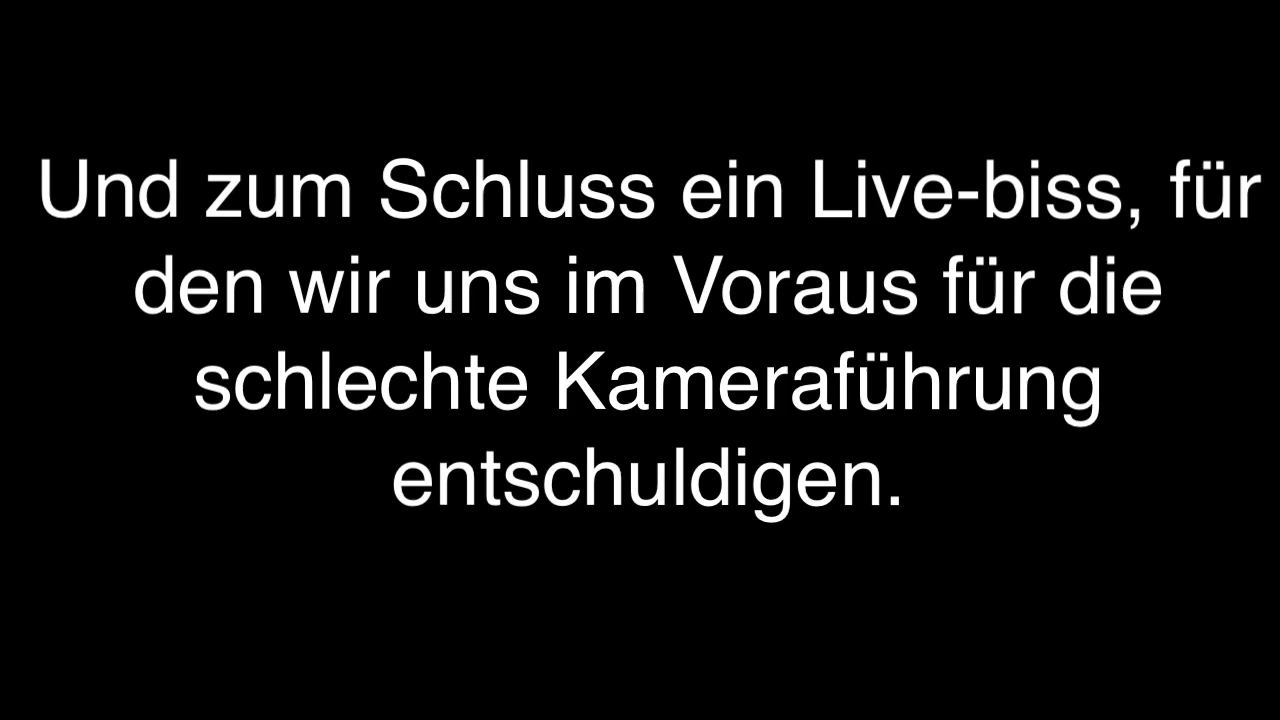 Und zum Schluss ein Live-biss, für
den wir uns im Voraus für die
schlechte Kameraführung
entschuldigen.